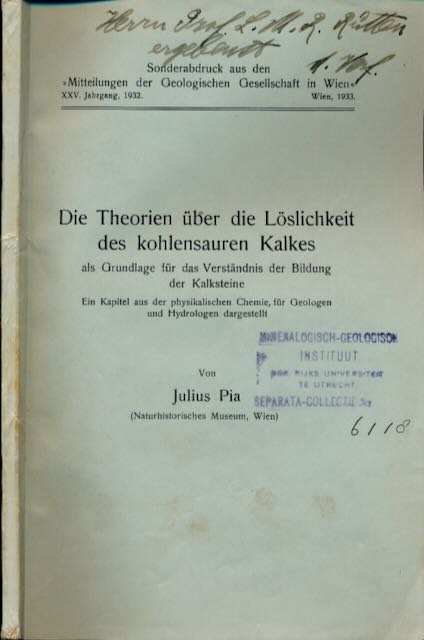 Herrn Prof. L. M. R. Rütten
ergebenst
d. Verf.
Sonderabdruck aus den
»Mitteilungen der Geologischen Gesellschaft in Wien«
XXV. Jahrgang, 1932. Wien, 1933.
Die Theorien über die Löslichkeit
des kohlensauren Kalkes
als Grundlage für das Verständnis der Bildung
der Kalksteine
Ein Kapitel aus der physikalischen Chemie, für Geologen
und Hydrologen dargestellt
MINERALOGISCH-GEOLOGISCH
INSTITUUT
DER RIJKS UNIVERSITEIT
TE UTRECHT
SEPARATA-COLLECTIE No
6118
Von
Julius Pia
(Naturhistorisches Museum, Wien)